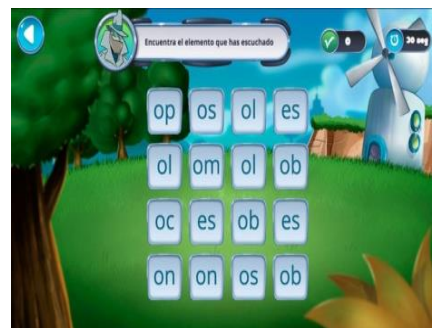 Encuentra el elemento que has escuchado
0
30 seg
op os ol es
ol om ol ob
oc es ob es
on on os ob